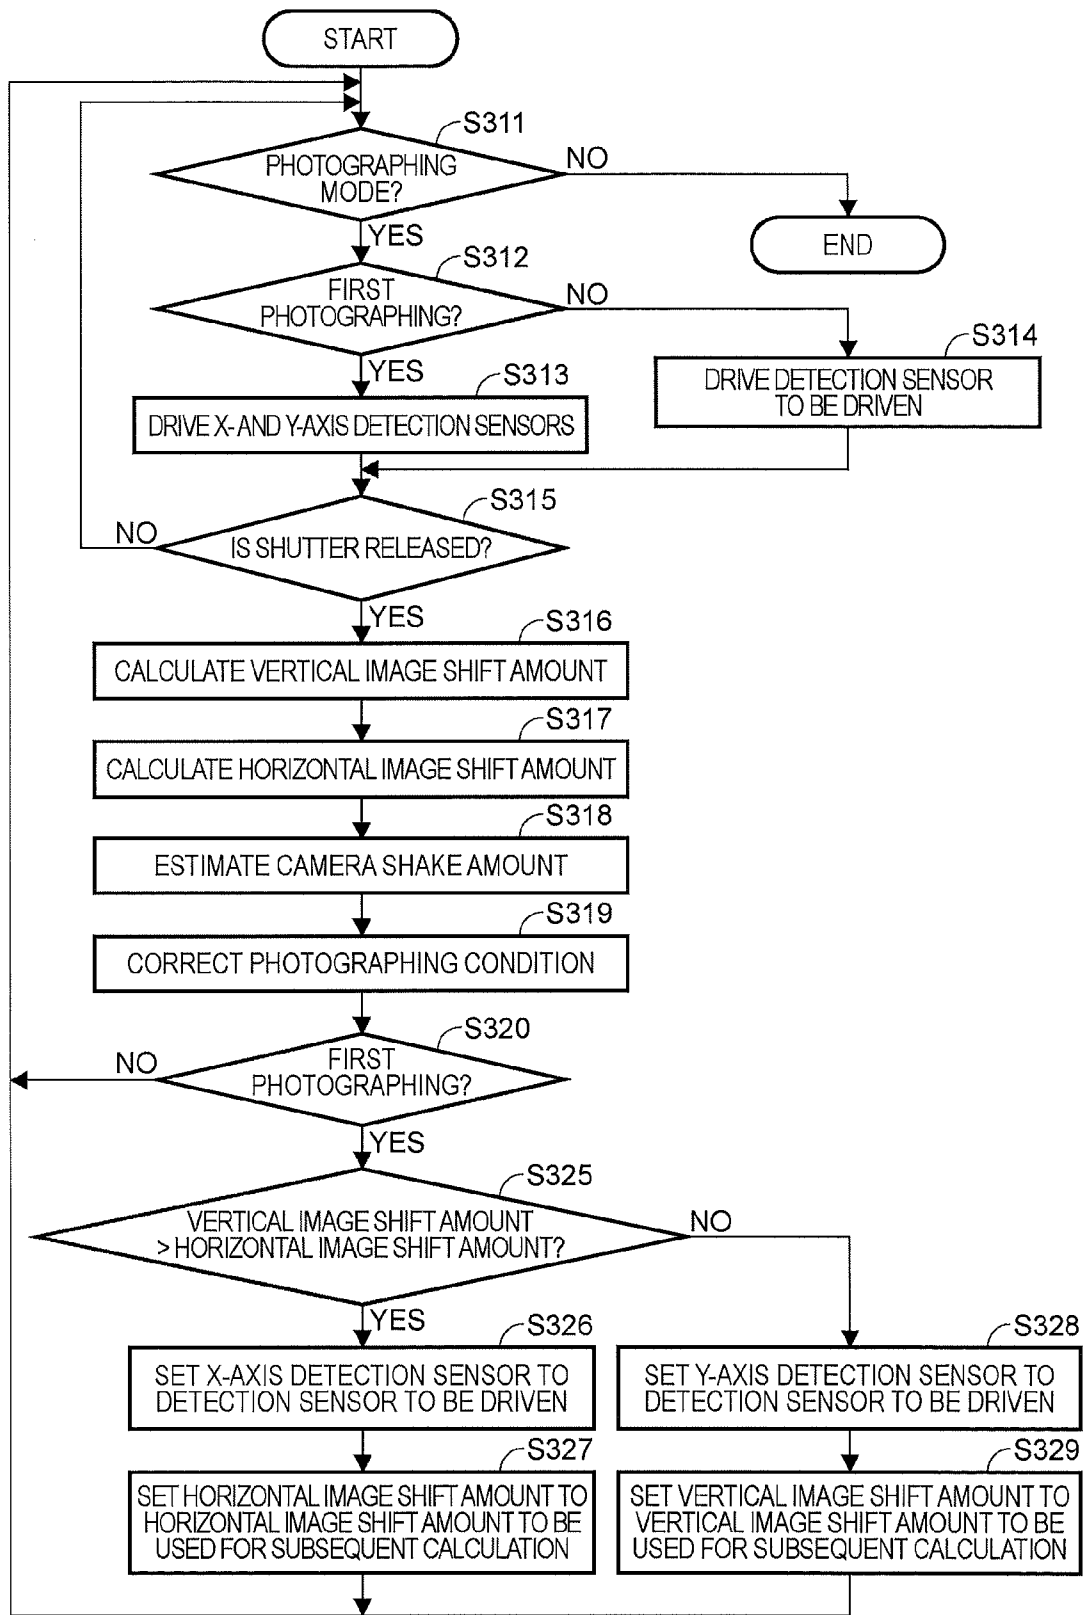 START
S311
PHOTOGRAPHING
MODE?
NO
YES
END
S312
FIRST
PHOTOGRAPHING?
NO
YES
S313
S314
DRIVE X- AND Y-AXIS DETECTION SENSORS
DRIVE DETECTION SENSOR
TO BE DRIVEN
S315
NO
IS SHUTTER RELEASED?
YES
S316
CALCULATE VERTICAL IMAGE SHIFT AMOUNT
S317
CALCULATE HORIZONTAL IMAGE SHIFT AMOUNT
S318
ESTIMATE CAMERA SHAKE AMOUNT
S319
CORRECT PHOTOGRAPHING CONDITION
S320
NO
FIRST
PHOTOGRAPHING?
YES
S325
VERTICAL IMAGE SHIFT AMOUNT
> HORIZONTAL IMAGE SHIFT AMOUNT?
NO
YES
S326
SET X-AXIS DETECTION SENSOR TO
DETECTION SENSOR TO BE DRIVEN
S328
SET Y-AXIS DETECTION SENSOR TO
DETECTION SENSOR TO BE DRIVEN
S327
SET HORIZONTAL IMAGE SHIFT AMOUNT TO
HORIZONTAL IMAGE SHIFT AMOUNT TO BE
USED FOR SUBSEQUENT CALCULATION
S329
SET VERTICAL IMAGE SHIFT AMOUNT TO
VERTICAL IMAGE SHIFT AMOUNT TO BE
USED FOR SUBSEQUENT CALCULATION